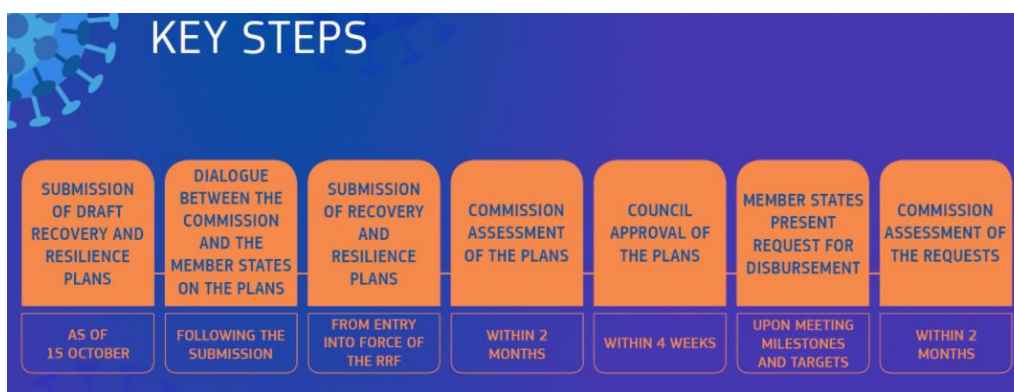 KEY STEPS
SUBMISSION
OF DRAFT
RECOVERY AND
RESILIENCE
PLANS
AS OF
15 OCTOBER
DIALOGUE
BETWEEN THE
COMMISSION
AND THE
MEMBER STATES
ON THE PLANS
FOLLOWING THE
SUBMISSION
SUBMISSION
OF RECOVERY
AND
RESILIENCE
PLANS
FROM ENTRY
INTO FORCE OF
THE RRF
COMMISSION
ASSESSMENT
OF THE PLANS
WITHIN 2
MONTHS
COUNCIL
APPROVAL OF
THE PLANS
WITHIN 4 WEEKS
MEMBER STATES
PRESENT
REQUEST FOR
DISBURSEMENT
UPON MEETING
MILESTONES
AND TARGETS
COMMISSION
ASSESSMENT OF
THE REQUESTS
WITHIN 2
MONTHS